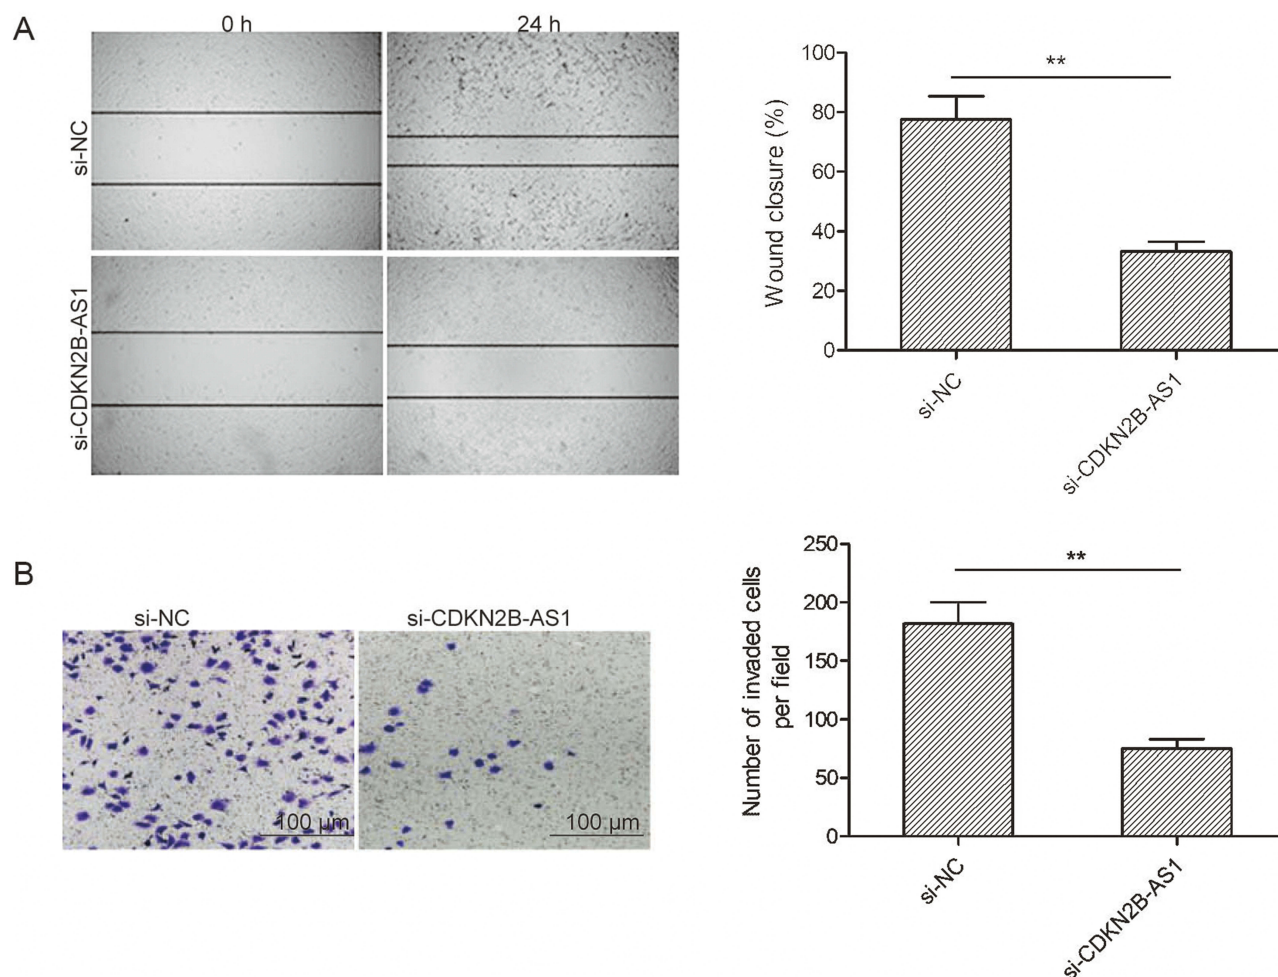 A
0 h
24 h
si-NC
si-CDKN2B-AS1
Wound closure (%)
100
80
60
40
20
0
**
si-NC
si-CDKN2B-AS1
B
si-NC
si-CDKN2B-AS1
100 µm
100 µm
Number of invaded cells
per field
250
200
150
100
50
0
**
si-NC
si-CDKN2B-AS1